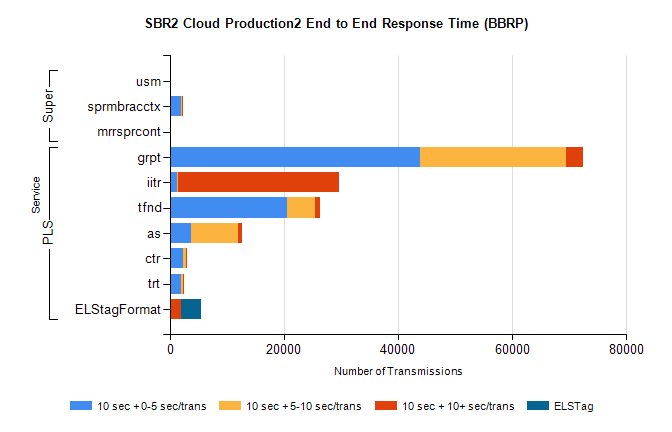 SBR2 Cloud Production2 End to End Response Time (BBRP)
Service
Super
usm
sprmbracctx
mrrsprcont
PLS
grpt
iitr
tfnd
as
ctr
trt
ELStagFormat
0 20000 40000 60000 80000
Number of Transmissions
10 sec +0-5 sec/trans 10 sec +5-10 sec/trans 10 sec + 10+ sec/trans ELSTag